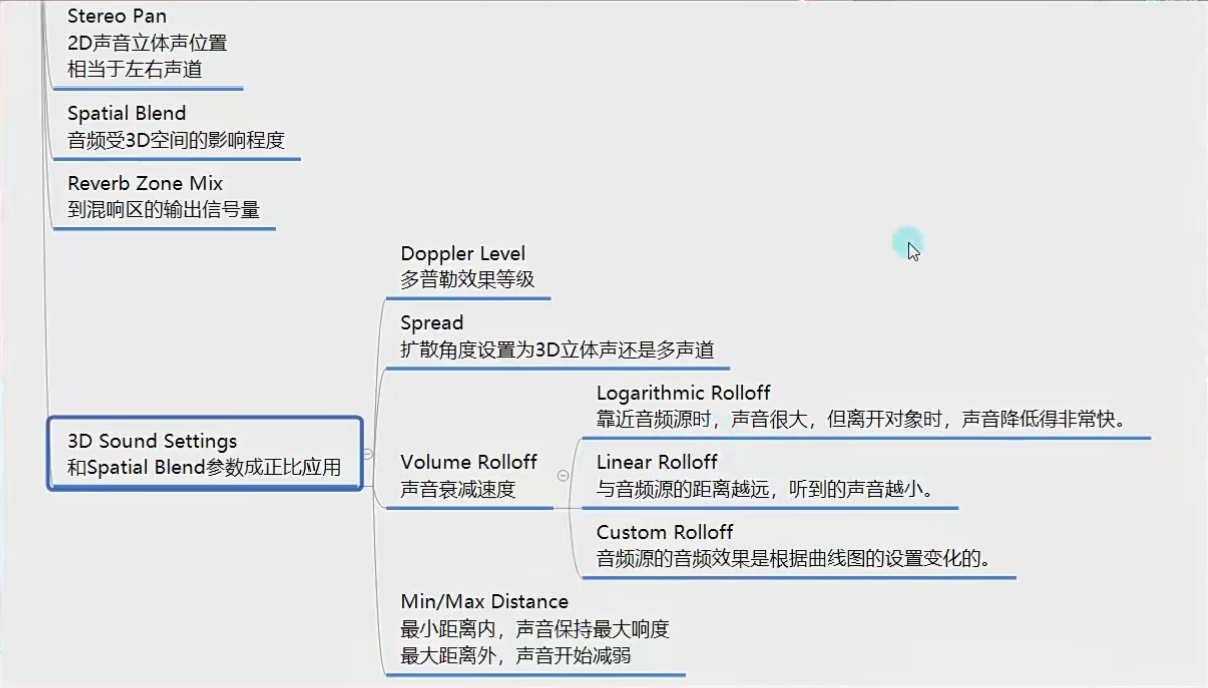 Stereo Pan
2D声音立体声位置
相当于左右声道
Spatial Blend
音频受3D空间的影响程度
Reverb Zone Mix
到混响区的输出信号量
3D Sound Settings
和Spatial Blend参数成正比应用
Doppler Level
多普勒效果等级
Spread
扩散角度设置为3D立体声还是多声道
Volume Rolloff
声音衰减速度
Logarithmic Rolloff
靠近音频源时，声音很大，但离开对象时，声音降低得非常快。
Linear Rolloff
与音频源的距离越远，听到的声音越小。
Custom Rolloff
音频源的音频效果是根据曲线图的设置变化的。
Min/Max Distance
最小距离内，声音保持最大响度
最大距离外，声音开始减弱